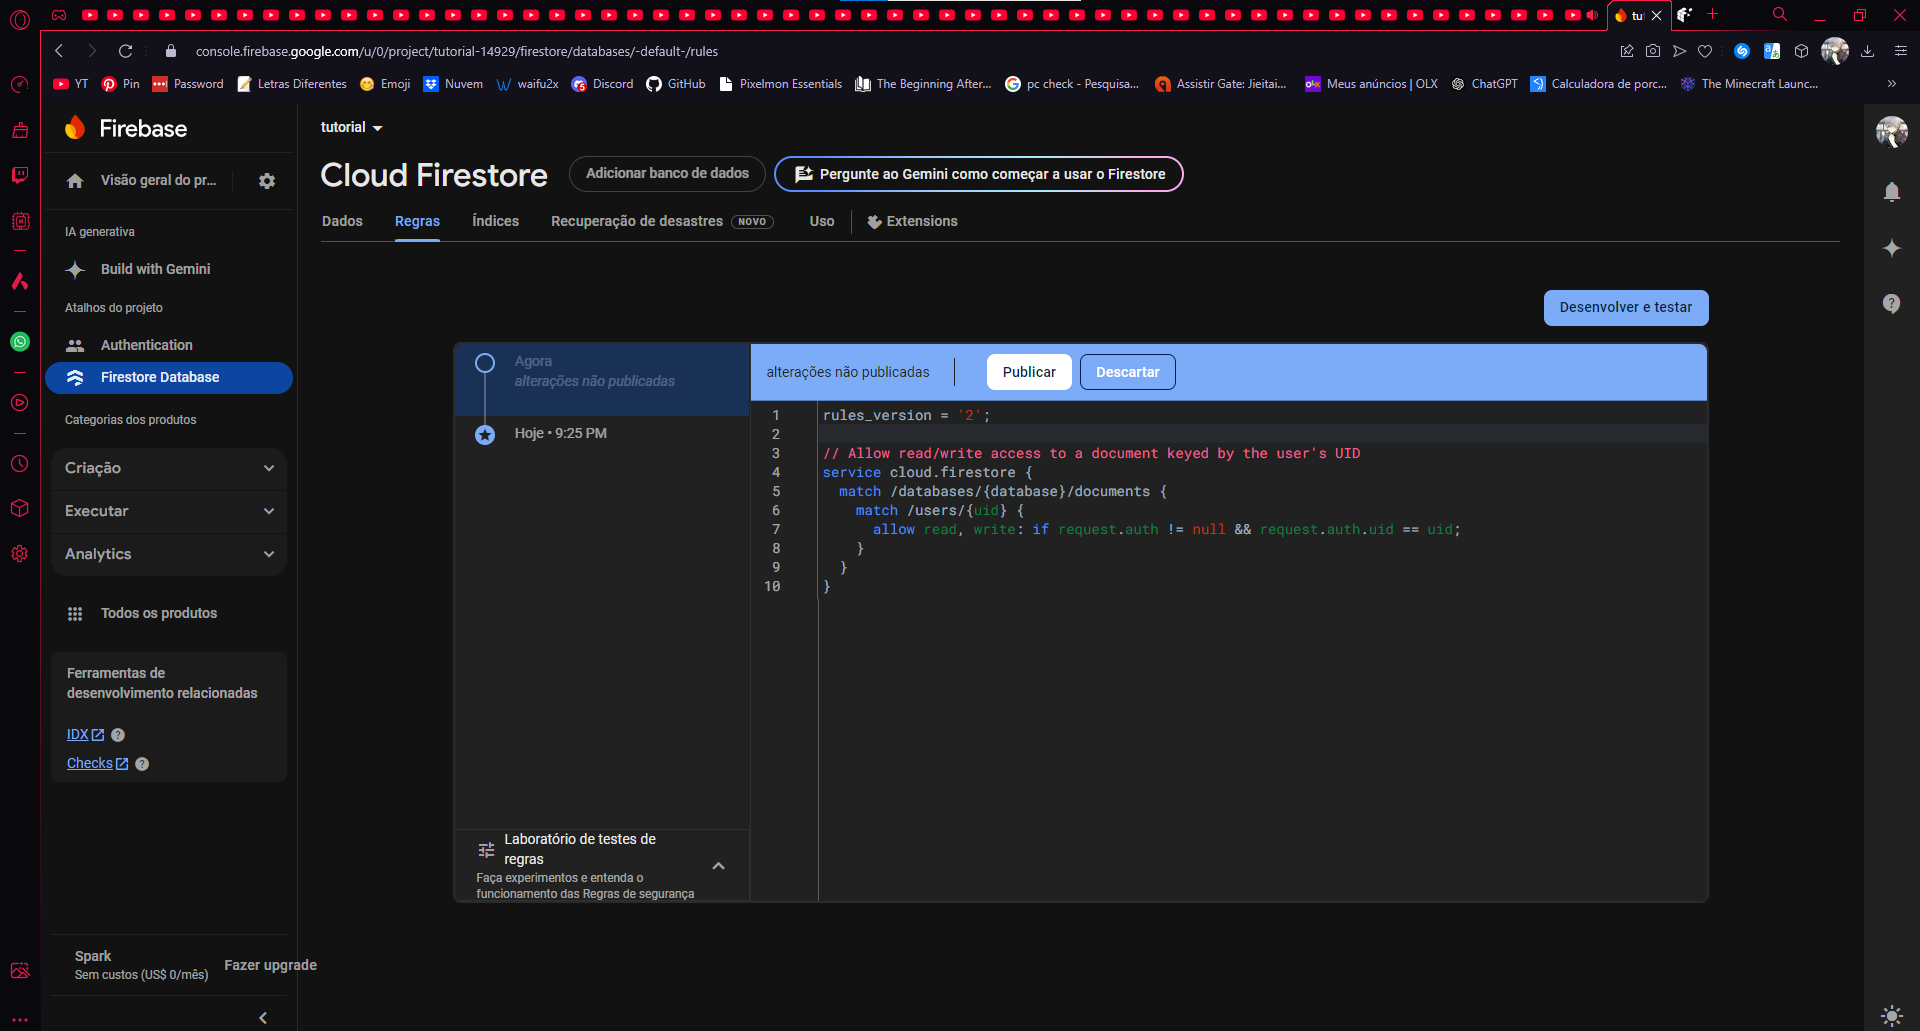 tu
console.firebase.google.com/u/0/project/tutorial-14929/firestore/databases/-default-/rules
YT
Pin
Password
Letras Diferentes
Emoji
Nuvem
waifu2x
Discord
GitHub
Pixelmon Essentials
The Beginning After...
pc check - Pesquisa...
Assistir Gate: Jieitai...
Meus anúncios | OLX
ChatGPT
Calculadora de porc...
The Minecraft Launc...
Firebase
Visão geral do pr...
IA generativa
Build with Gemini
Atalhos do projeto
Authentication
Firestore Database
Categorias dos produtos
Criação
Executar
Analytics
Todos os produtos
Ferramentas de
desenvolvimento relacionadas
IDX
Checks
Spark
Sem custos (US$ 0/mês)
Fazer upgrade
tutorial
Cloud Firestore
Adicionar banco de dados
Pergunte ao Gemini como começar a usar o Firestore
Dados
Regras
Índices
Recuperação de desastres
NOVO
Uso
Extensions
Desenvolver e testar
Agora
alterações não publicadas
Hoje • 9:25 PM
alterações não publicadas
Publicar
Descartar
1 rules_version = '2';
2
3 // Allow read/write access to a document keyed by the user's UID
4 service cloud.firestore {
5 match /databases/{database}/documents {
6 match /users/{uid} {
7 allow read, write: if request.auth != null && request.auth.uid == uid;
8 }
9 }
10 }
Laboratório de testes de
regras
Faça experimentos e entenda o
funcionamento das Regras de segurança